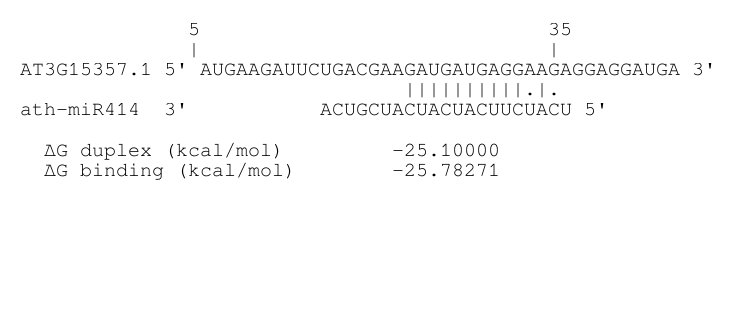 5 35
| |
AT3G15357.1 5' AUGAAGAUUCUGACGAAGAUGAUGAGGAAGAGGAGGAUGA 3'
||||||||||.|.
ath-miR414 3' ACUGCUACUACUACUUCUACU 5'
ΔG duplex (kcal/mol) -25.10000
ΔG binding (kcal/mol) -25.78271